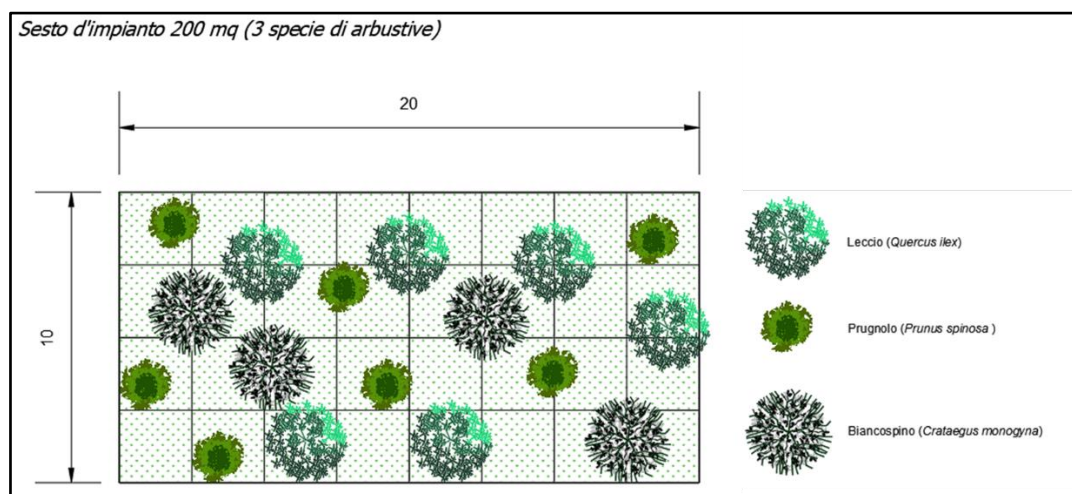 Sesto d'impianto 200 mq (3 specie di arbustive)
20
10
Leccio (Quercus ilex)
Prugnolo (Prunus spinosa )
Biancospino (Crataegus monogyna)